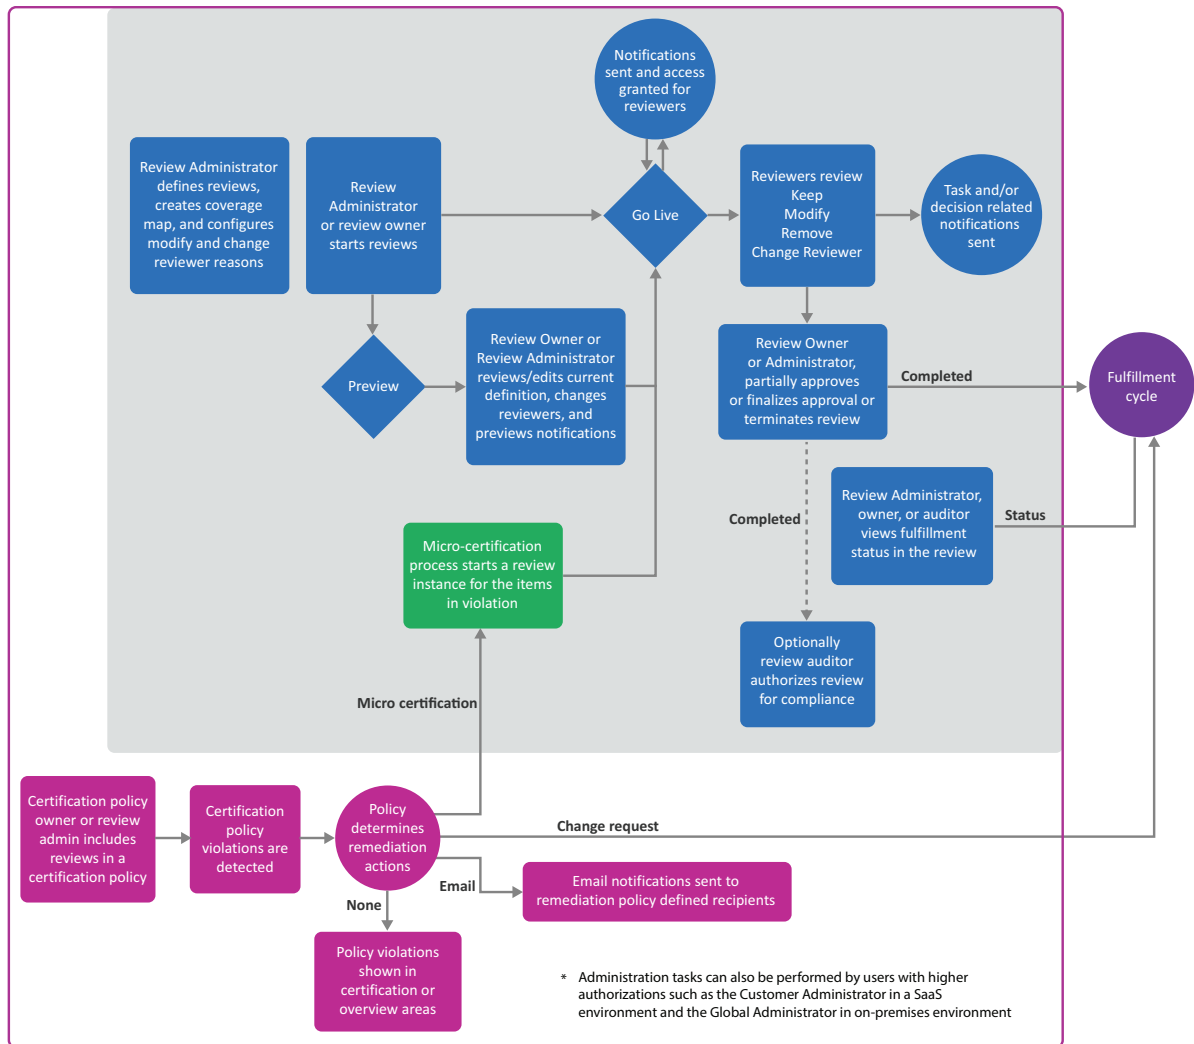 Notifications
sent and access
granted for
reviewers
Review Administrator
defines reviews,
creates coverage
map, and configures
modify and change
reviewer reasons
Review
Administrator
or review owner
starts reviews
Go Live
Reviewers review
Keep
Modify
Remove
Change Reviewer
Task and/or
decision related
notifications
sent
Preview
Review Owner or
Review Administrator
reviews/edits current
definition, changes
reviewers, and
previews notifications
Review Owner
or Administrator,
partially approves
or finalizes approval or
terminates review
Completed
Fulfillment
cycle
Completed
Review Administrator,
owner, or auditor
views fulfillment
status in the review
Status
Micro-certification
process starts a review
instance for the items
in violation
Optionally
review auditor
authorizes review
for compliance
Micro certification
Certification policy
owner or review
admin includes
reviews in a
certification policy
Certification
policy
violations are
detected
Policy
determines
remediation
actions
Change request
Email
Email notifications sent to
remediation policy defined recipients
None
Policy violations
shown in
certification or
overview areas
* Administration tasks can also be performed by users with higher
authorizations such as the Customer Administrator in a SaaS
environment and the Global Administrator in on-premises environment